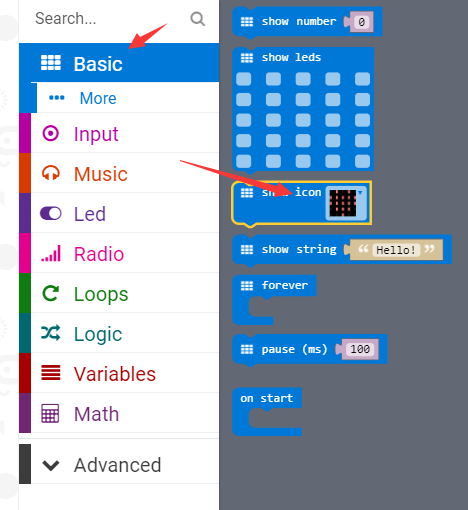 Search...
Basic
More
Input
Music
Led
Radio
Loops
Logic
Variables
Math
Advanced
show number 0
show leds
show icon
show string “ Hello! ”
forever
pause (ms) 100
on start